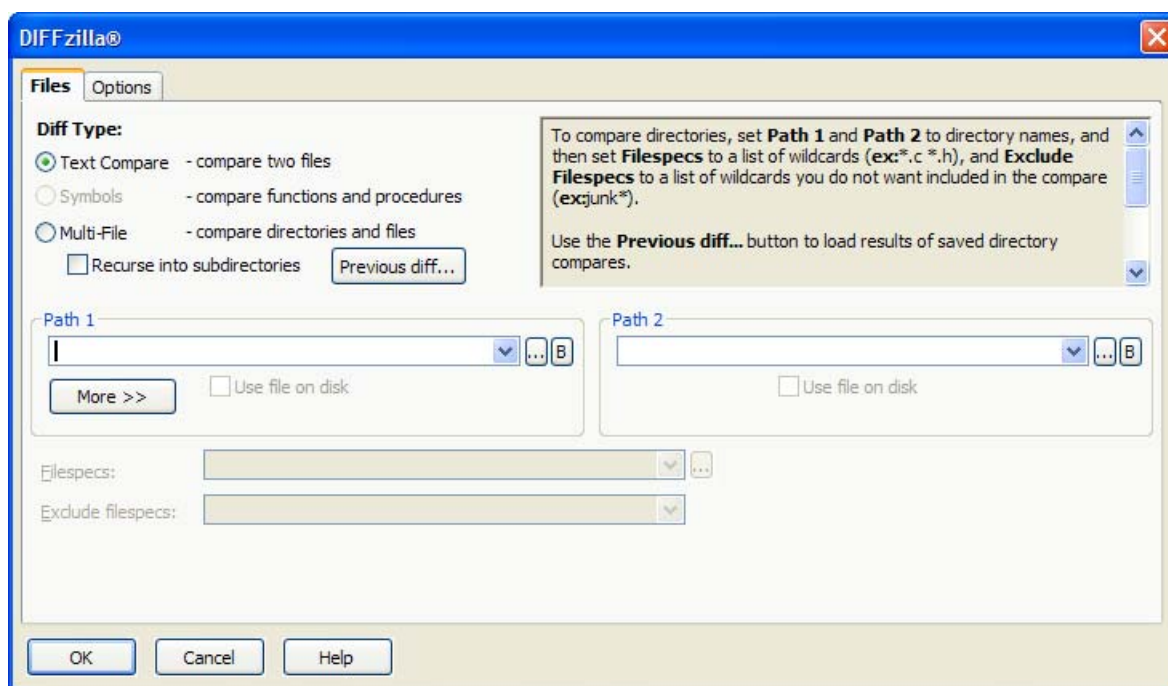 DIFFzilla®
Files Options
Diff Type:
Text Compare - compare two files
Symbols - compare functions and procedures
Multi-File - compare directories and files
Recurse into subdirectories Previous diff...
To compare directories, set Path 1 and Path 2 to directory names, and
then set Filespecs to a list of wildcards (ex:*.c *.h), and Exclude
Filespecs to a list of wildcards you do not want included in the compare
(ex:junk*).
Use the Previous diff... button to load results of saved directory
compares.
Path 1
... B
More >> Use file on disk
Path 2
... B
Use file on disk
Filespecs: ...
Exclude filespecs:
OK Cancel Help